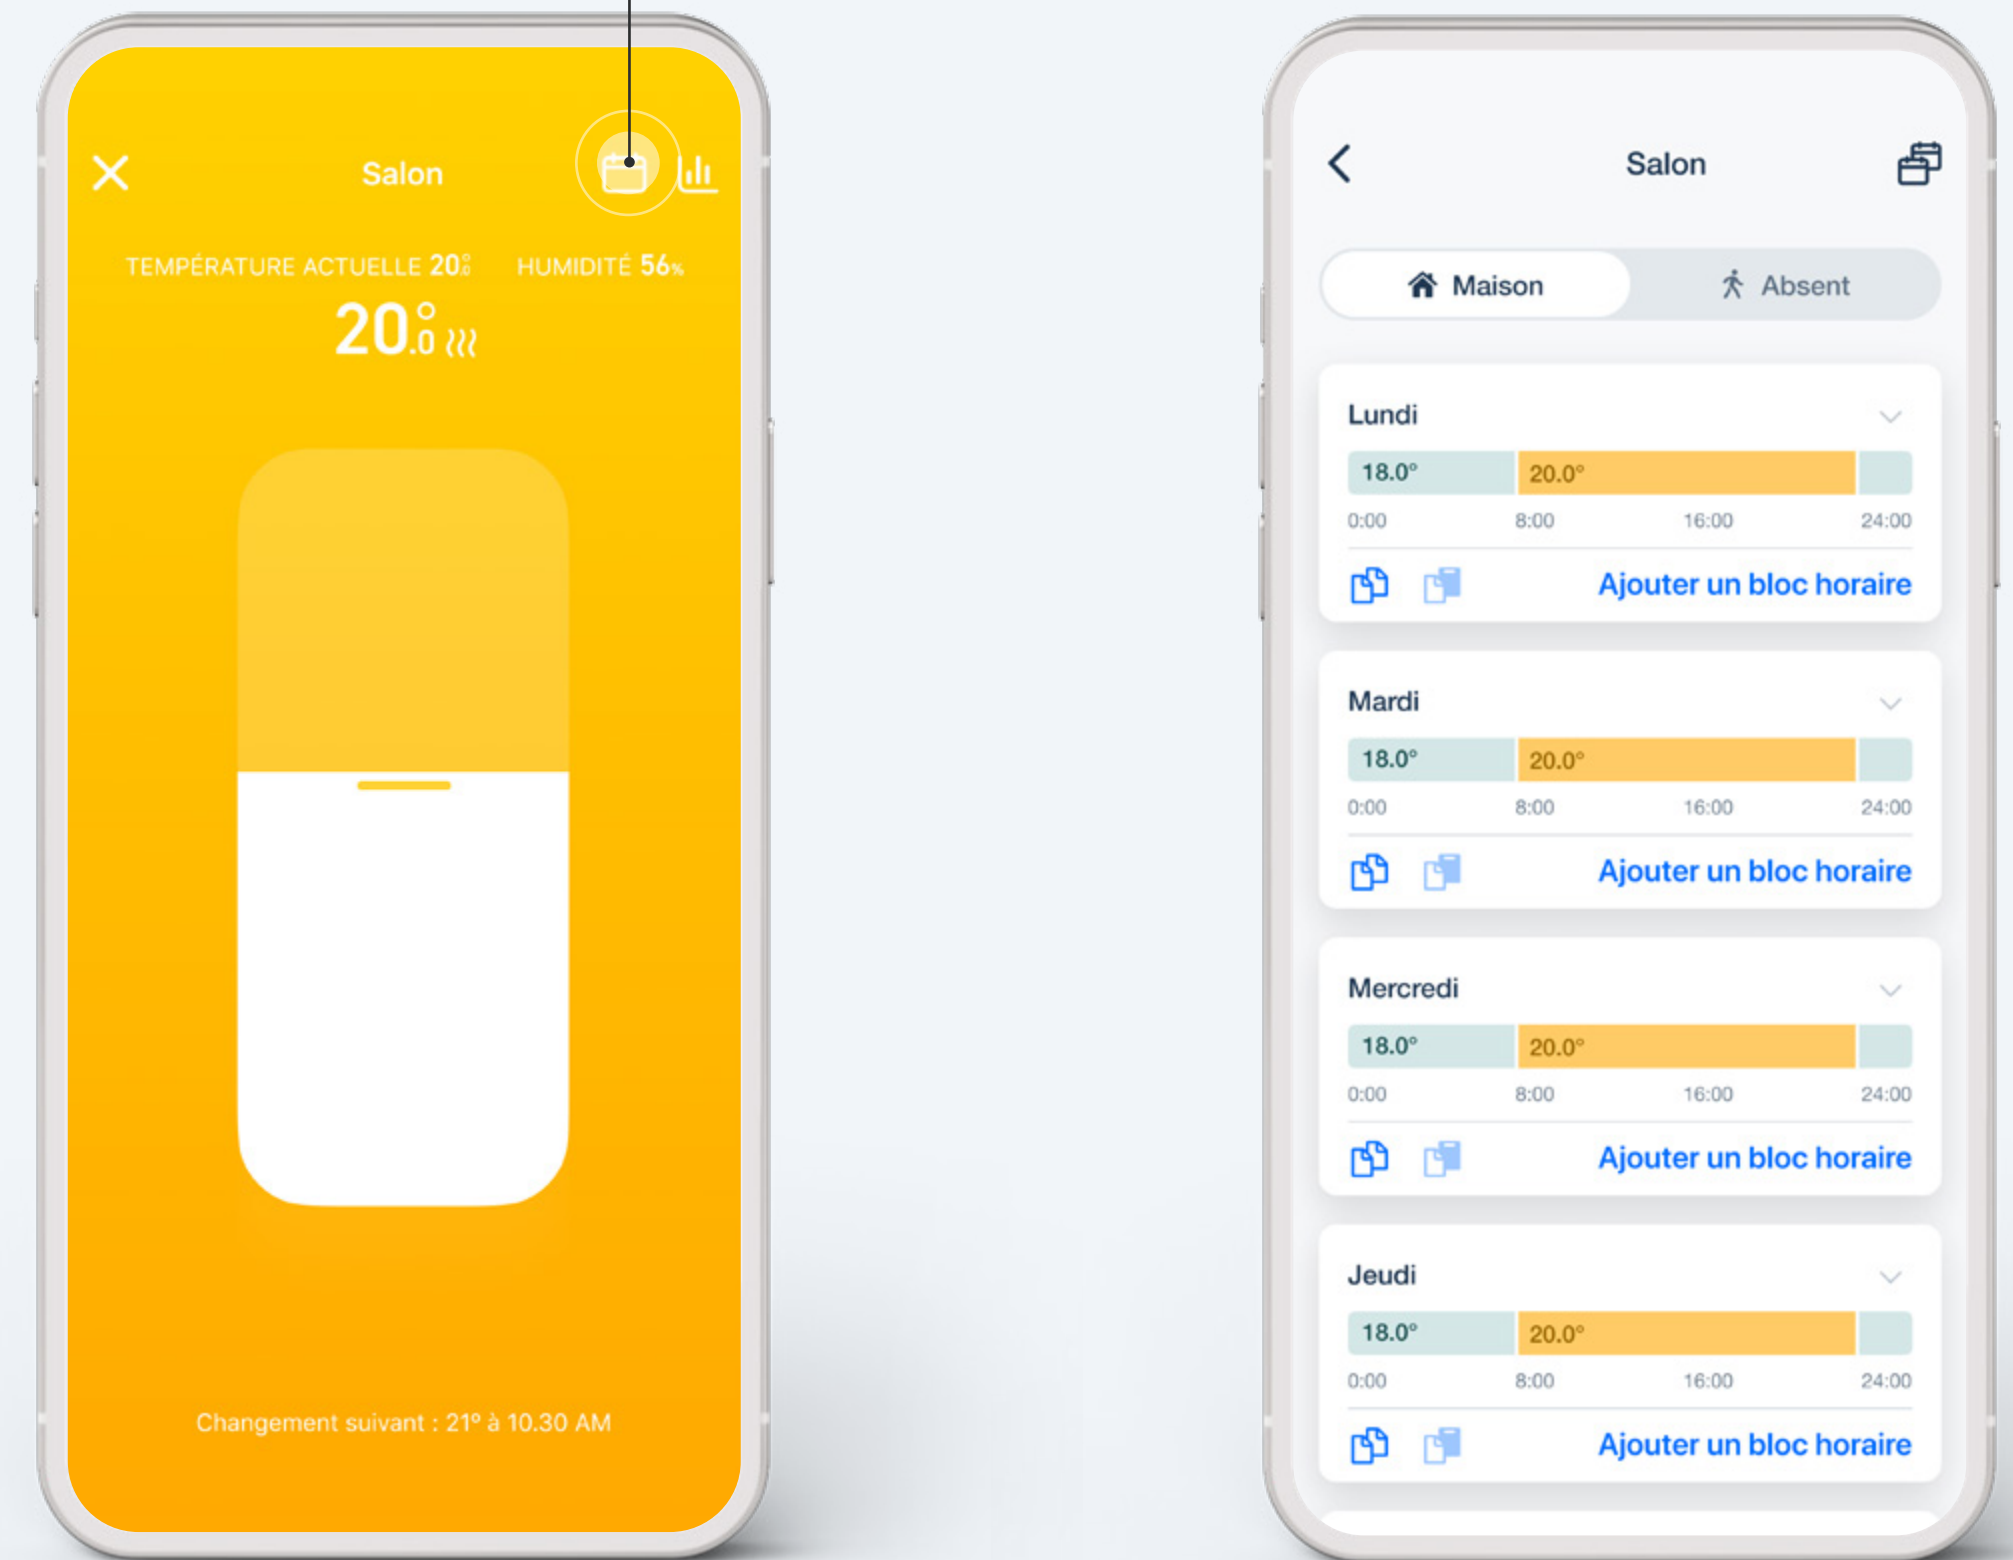 Salon
TEMPÉRATURE ACTUELLE 20.0° HUMIDITÉ 56%
20.0°
Changement suivant : 21º à 10.30 AM
Salon
Maison Absent
Lundi
18.0° 20.0°
0:00 8:00 16:00 24:00
Ajouter un bloc horaire
Mardi
18.0° 20.0°
0:00 8:00 16:00 24:00
Ajouter un bloc horaire
Mercredi
18.0° 20.0°
0:00 8:00 16:00 24:00
Ajouter un bloc horaire
Jeudi
18.0° 20.0°
0:00 8:00 16:00 24:00
Ajouter un bloc horaire